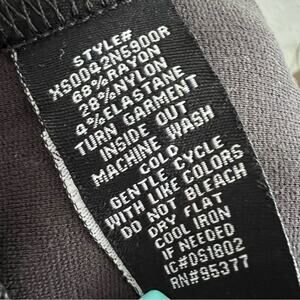 STYLE#
XS0042N59D0R
68%RAYON
28%NYLON
4%ELASTANE
TURN GARMENT
INSIDE OUT
MACHINE WASH
COLD
GENTLE CYCLE
WITH LIKE COLORS
DO NOT BLEACH
DRY FLAT
COOL IRON
IF NEEDED
IC#DS1802
RN#95377